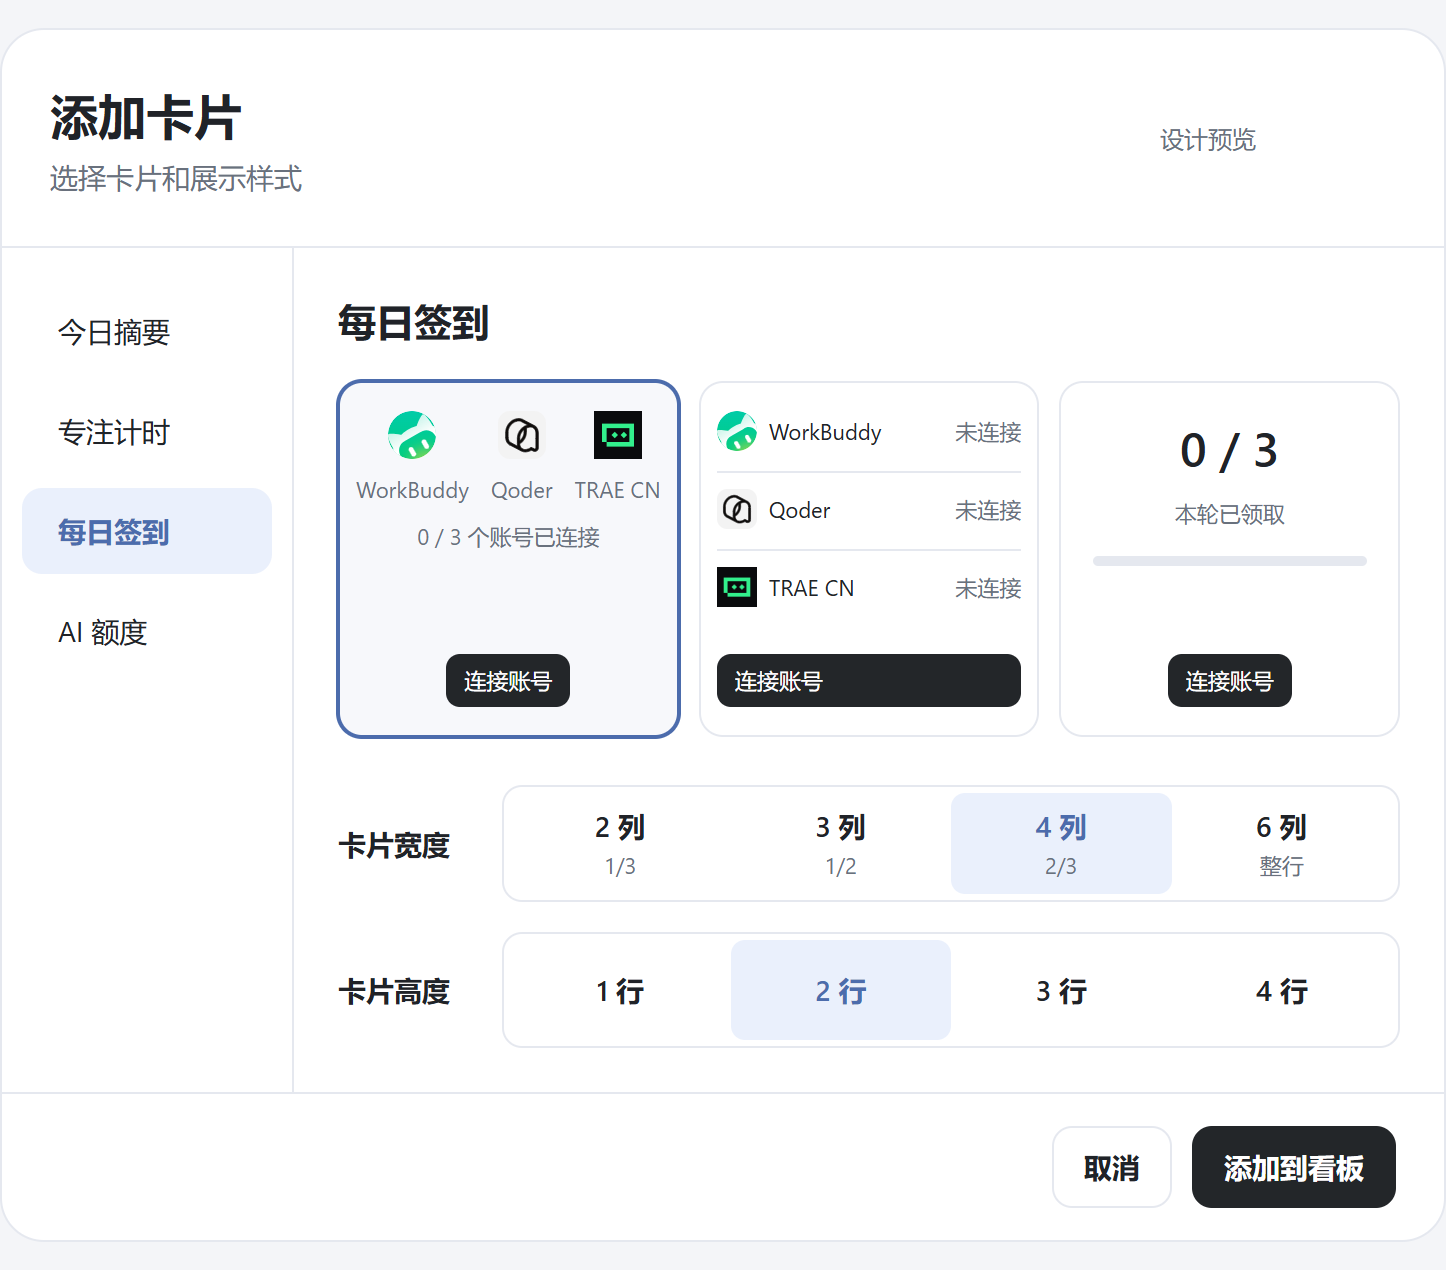 添加卡片
选择卡片和展示样式
设计预览
今日摘要
专注计时
每日签到
AI 额度
每日签到
WorkBuddy Qoder TRAE CN
0 / 3 个账号已连接
连接账号
WorkBuddy 未连接
Qoder 未连接
TRAE CN 未连接
连接账号
0 / 3
本轮已领取
连接账号
卡片宽度
2 列
1/3
3 列
1/2
4 列
2/3
6 列
整行
卡片高度
1 行
2 行
3 行
4 行
取消
添加到看板